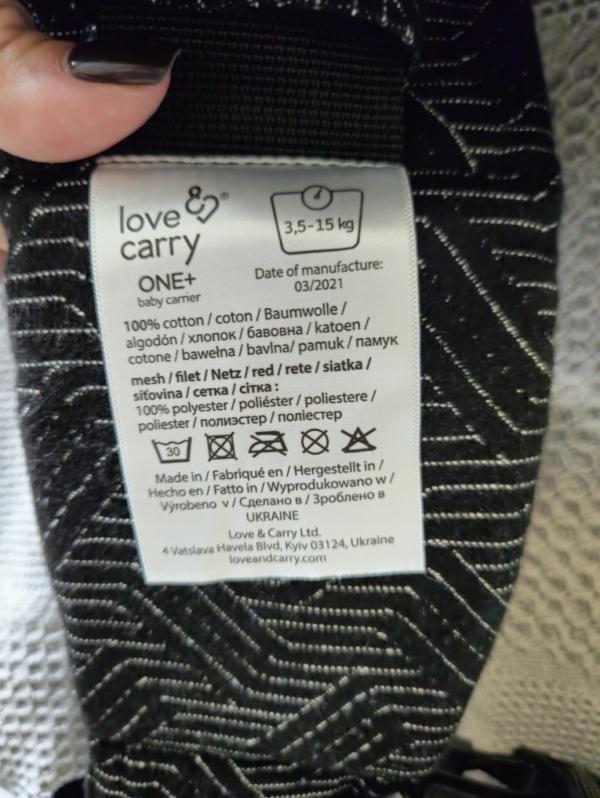 love &®
carry
ONE+
baby carrier
3,5-15 kg
Date of manufacture:
03/2021
100% cotton / coton / Baumwolle /
algodón / хлопок / бавовна / katoen /
cotone / bawełna / bavlna/ pamuk / памук
mesh / filet / Netz / red / rete / siatka /
síťovina / сетка / сітка :
100% polyester / poliéster / poliestere /
poliester / полиэстер / поліестер
30
Made in / Fabriqué en / Hergestellt in /
Hecho en / Fatto in / Wyprodukowano w /
Výrobeno v / Сделано в / Зроблено в
UKRAINE
Love & Carry Ltd.
4 Vatslava Havela Blvd, Kyiv 03124, Ukraine
loveandcarry.com